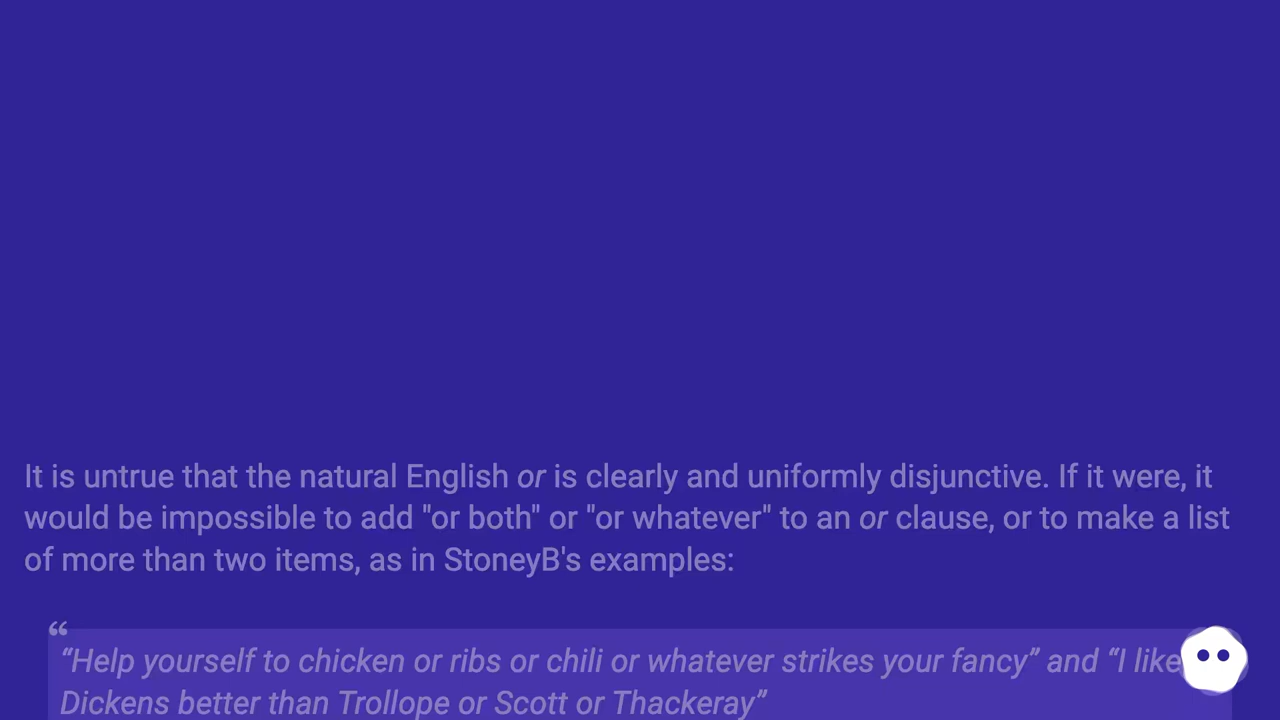 It is untrue that the natural English or is clearly and uniformly disjunctive. If it were, it
would be impossible to add "or both" or "or whatever" to an or clause, or to make a list
of more than two items, as in StoneyB's examples:
“
“Help yourself to chicken or ribs or chili or whatever strikes your fancy” and “I like
Dickens better than Trollope or Scott or Thackeray”